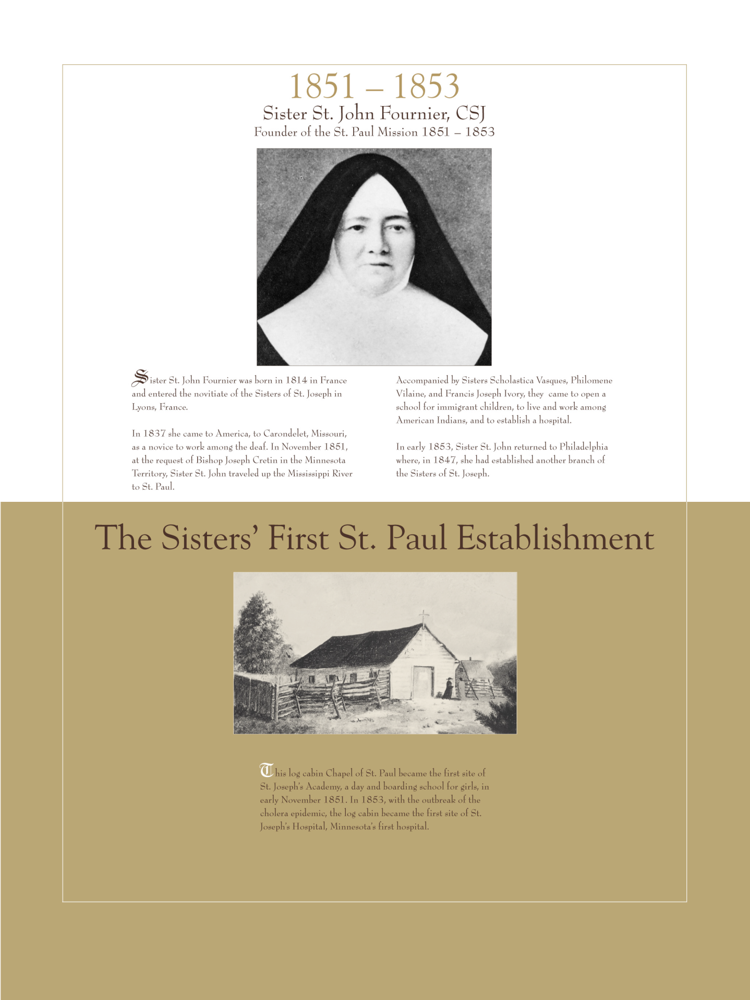 1851 – 1853
Sister St. John Fournier, CSJ
Founder of the St. Paul Mission 1851 – 1853
Sister St. John Fournier was born in 1814 in France
and entered the novitiate of the Sisters of St. Joseph in
Lyons, France.
In 1837 she came to America, to Carondelet, Missouri,
as a novice to work among the deaf. In November 1851,
at the request of Bishop Joseph Cretin in the Minnesota
Territory, Sister St. John traveled up the Mississippi River
to St. Paul.
Accompanied by Sisters Scholastica Vasques, Philomene
Vilaine, and Francis Joseph Ivory, they came to open a
school for immigrant children, to live and work among
American Indians, and to establish a hospital.
In early 1853, Sister St. John returned to Philadelphia
where, in 1847, she had established another branch of
the Sisters of St. Joseph.
The Sisters’ First St. Paul Establishment
This log cabin Chapel of St. Paul became the first site of
St. Joseph’s Academy, a day and boarding school for girls, in
early November 1851. In 1853, with the outbreak of the
cholera epidemic, the log cabin became the first site of St.
Joseph’s Hospital, Minnesota’s first hospital.